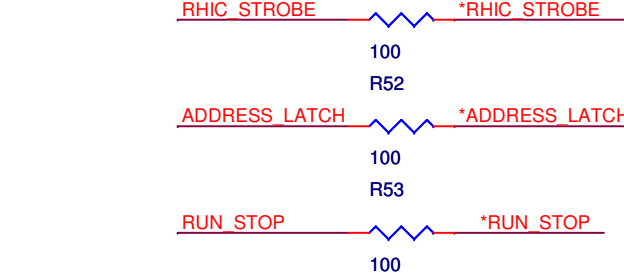 RHIC_STROBE *RHIC_STROBE
100
R52
ADDRESS_LATCH *ADDRESS_LATCH
100
R53
RUN_STOP *RUN_STOP
100